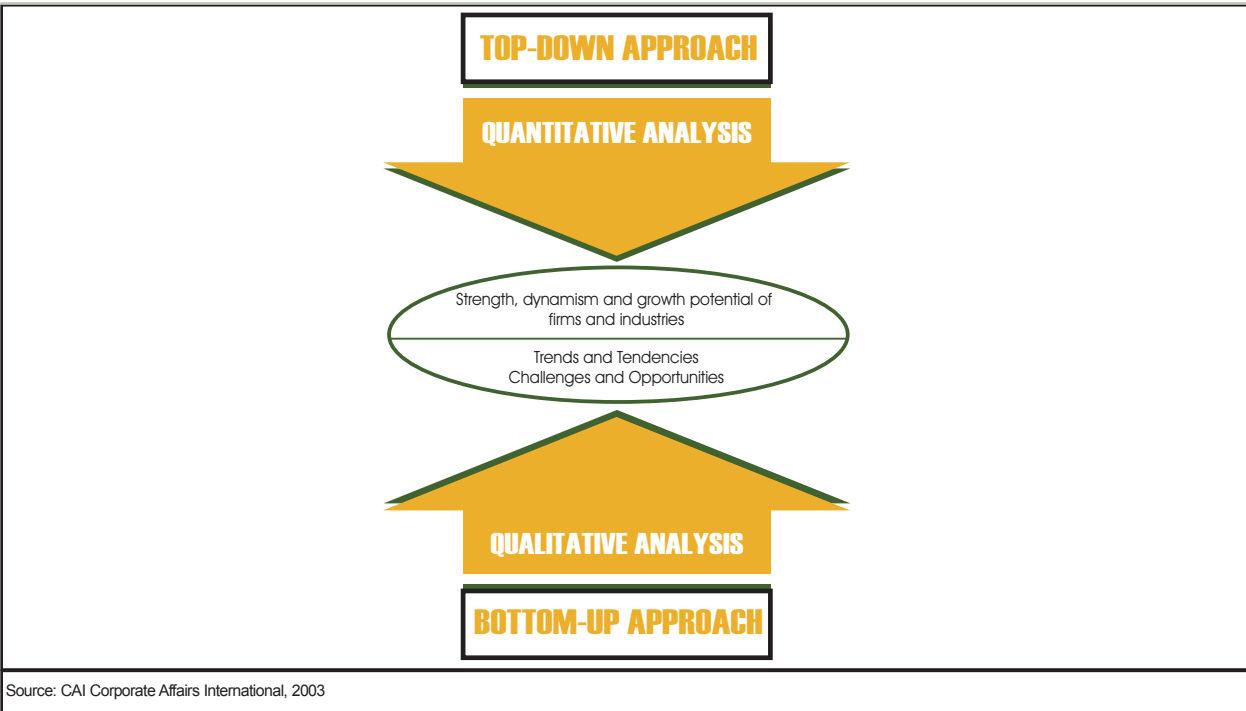 TOP-DOWN APPROACH
QUANTITATIVE ANALYSIS
Strength, dynamism and growth potential of
firms and industries
Trends and Tendencies
Challenges and Opportunities
QUALITATIVE ANALYSIS
BOTTOM-UP APPROACH
Source: CAI Corporate Affairs International, 2003